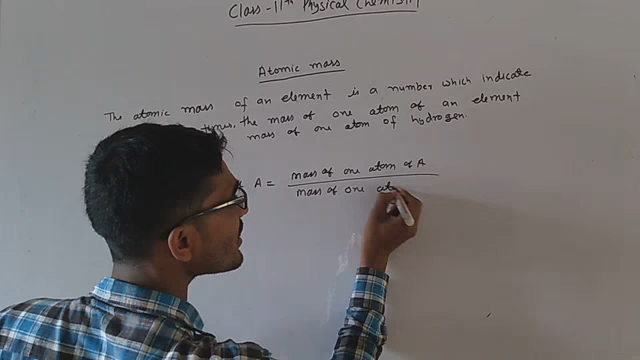 Class-11th Physical Chemistry
Atomic mass
The atomic mass of an element is a number which indicate
times, the mass of one atom of an element
mass of one atom of hydrogen.
A = mass of one atom of A
mass of one at